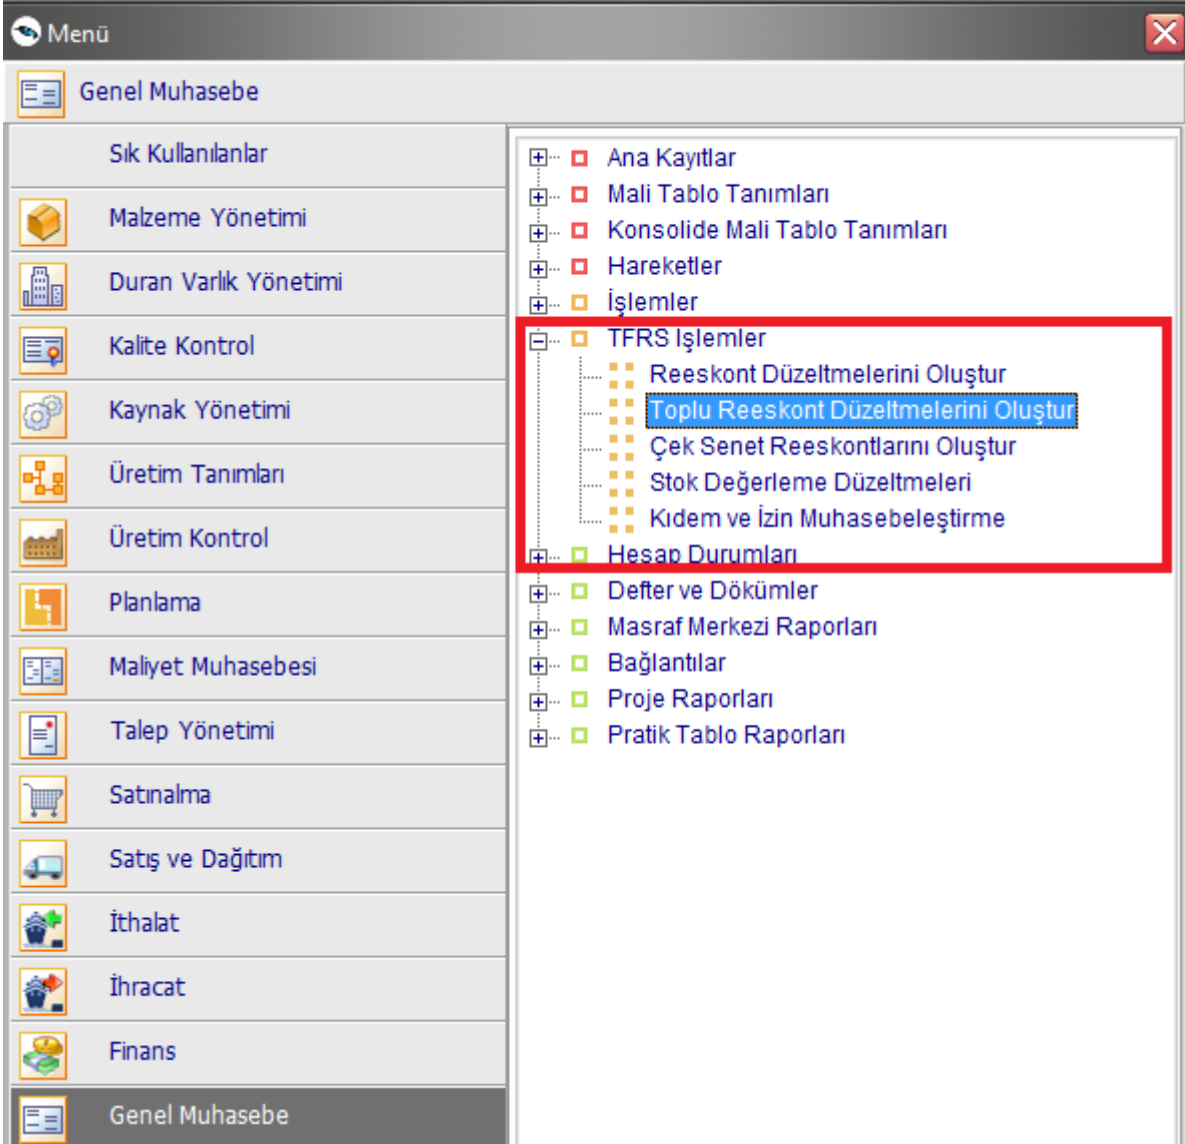 Menü
Genel Muhasebe
Sık Kullanılanlar
Malzeme Yönetimi
Duran Varlık Yönetimi
Kalite Kontrol
Kaynak Yönetimi
Üretim Tanımları
Üretim Kontrol
Planlama
Maliyet Muhasebesi
Talep Yönetimi
Satınalma
Satış ve Dağıtım
İthalat
İhracat
Finans
Genel Muhasebe
Ana Kayıtlar
Mali Tablo Tanımları
Konsolide Mali Tablo Tanımları
Hareketler
İşlemler
TFRS İşlemler
Reeskont Düzeltmelerini Oluştur
Toplu Reeskont Düzeltmelerini Oluştur
Çek Senet Reeskontlarını Oluştur
Stok Değerleme Düzeltmeleri
Kıdem ve İzin Muhasebeleştirme
Hesap Durumları
Defter ve Dökümler
Masraf Merkezi Raporları
Bağlantılar
Proje Raporları
Pratik Tablo Raporları